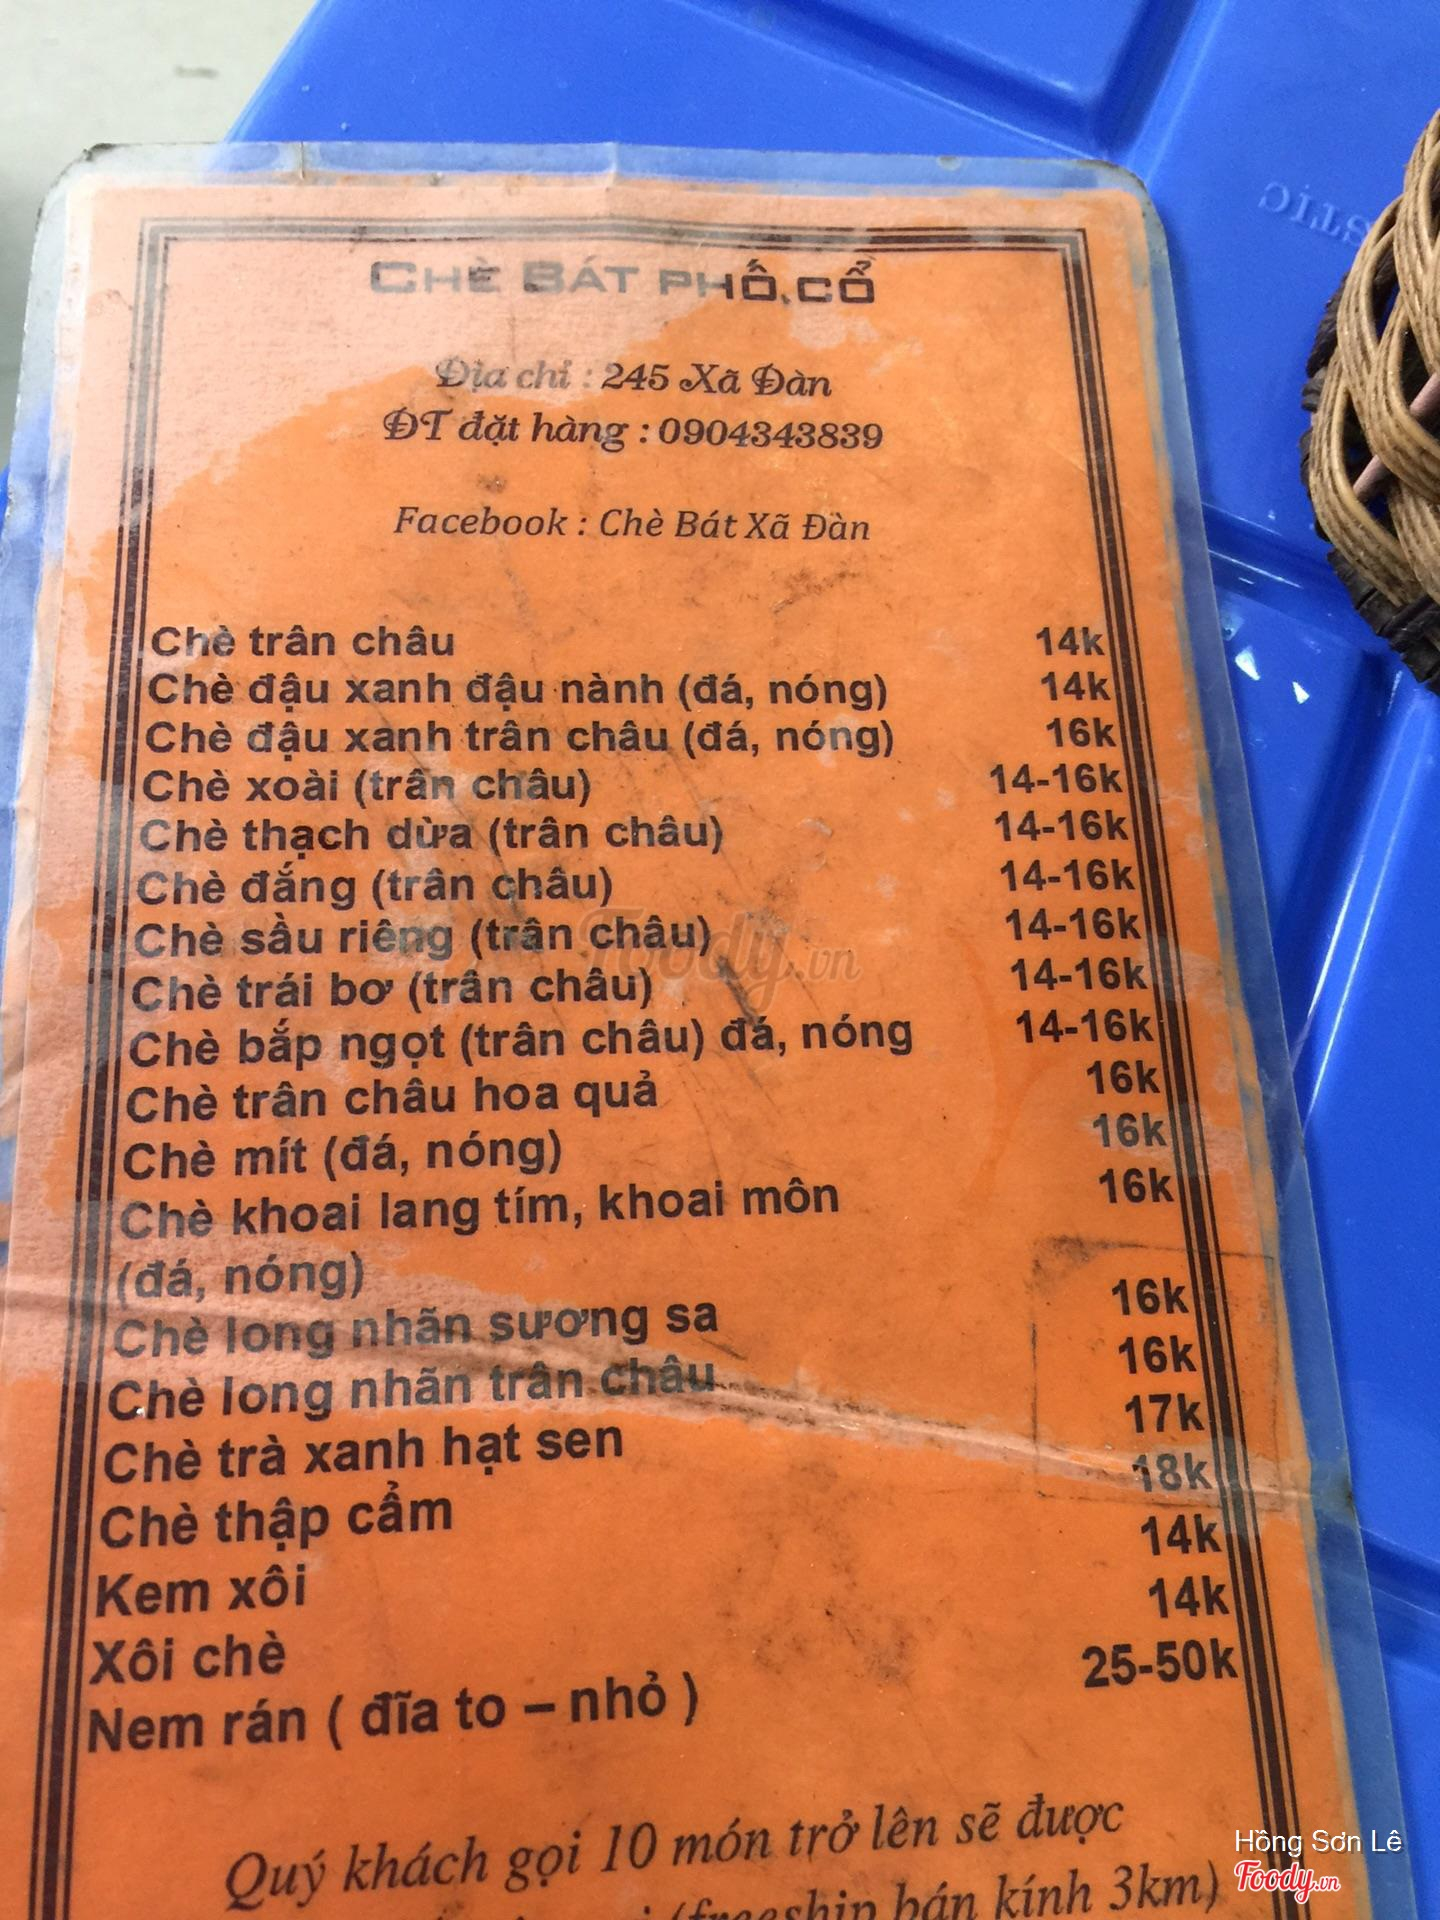 CHÈ BÁT PHỐ CỔ
Địa chỉ : 245 Xã Đàn
ĐT đặt hàng : 0904343839
Facebook : Chè Bát Xã Đàn
Chè trân châu 14k
Chè đậu xanh đậu nành (đá, nóng) 14k
Chè đậu xanh trân châu (đá, nóng) 16k
Chè xoài (trân châu) 14-16k
Chè thạch dừa (trân châu) 14-16k
Chè đắng (trân châu) 14-16k
Chè sầu riêng (trân châu) 14-16k
Chè trái bơ (trân châu) 14-16k
Chè bắp ngọt (trân châu) đá, nóng 14-16k
Chè trân châu hoa quả 16k
Chè mít (đá, nóng) 16k
Chè khoai lang tím, khoai môn 16k
(đá, nóng)
Chè long nhãn sương sa 16k
Chè long nhãn trân châu 16k
Chè trà xanh hạt sen 17k
Chè thập cẩm 18k
Kem xôi 14k
Xôi chè 14k
Nem rán ( đĩa to – nhỏ ) 25-50k
Quý khách gọi 10 món trở lên sẽ được
(freeship bán kính 3km)
Foody.vn
Hồng Sơn Lê
Foody.vn